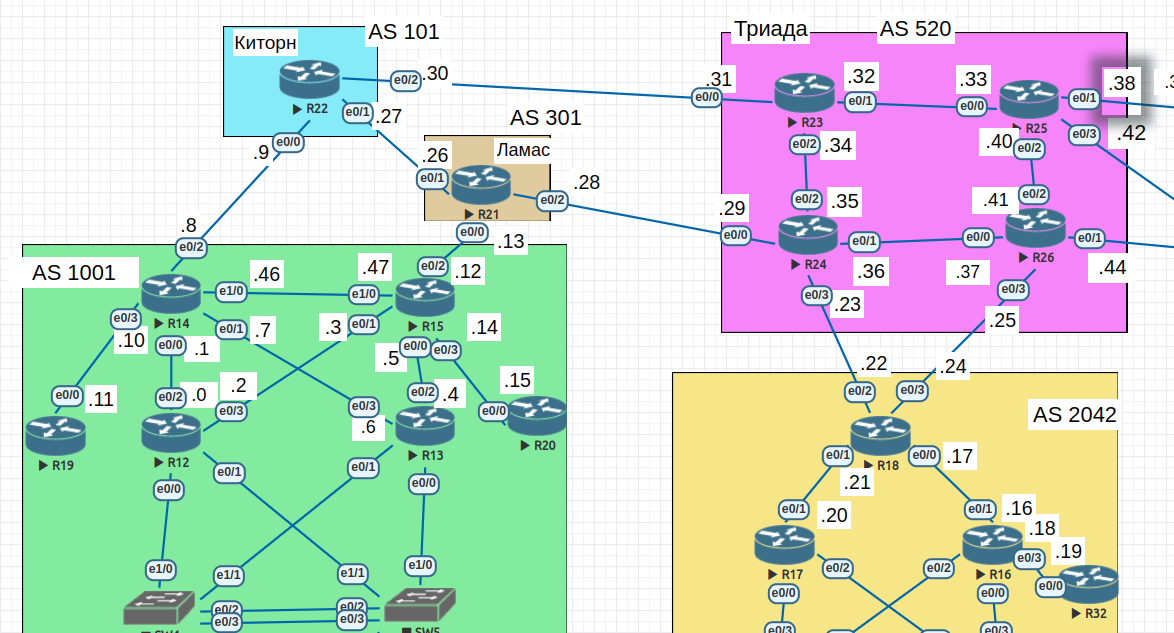 AS 101
Киторн
R22
e0/2
.30
e0/1
.27
e0/0
.9
AS 301
Ламас
.26
e0/1
R21
e0/2
.28
e0/0
.13
Триада
AS 520
.31
e0/0
R23
.32
e0/1
.33
e0/0
R25
e0/1
.38
e0/3
.42
e0/2
.34
.40
e0/2
e0/2
.35
.41
e0/2
.29
e0/0
R24
e0/1
.36
e0/0
.37
R26
e0/1
.44
e0/3
.23
e0/3
.25
AS 1001
.8
e0/2
R14
.46
e1/0
.47
e1/0
e0/2
.12
R15
e0/3
.10
e0/0
.1
e0/1
.7
.3
e0/1
.5
e0/0
e0/3
.14
e0/0
.11
R19
e0/2
.0
.2
e0/3
R12
e0/3
.6
e0/2
.4
R13
.15
e0/0
R20
e0/0
e0/1
e0/1
e0/0
e1/0
e1/1
e1/1
e1/0
e0/2
e0/3
e0/2
e0/3
SW4
SW5
AS 2042
.22
e0/2
.24
e0/3
R18
e0/1
.21
e0/0
.17
e0/1
.20
R17
e0/1
.16
R16
.18
e0/3
.19
e0/0
R32
e0/2
e0/2
e0/0
e0/0
e0/3
e0/3